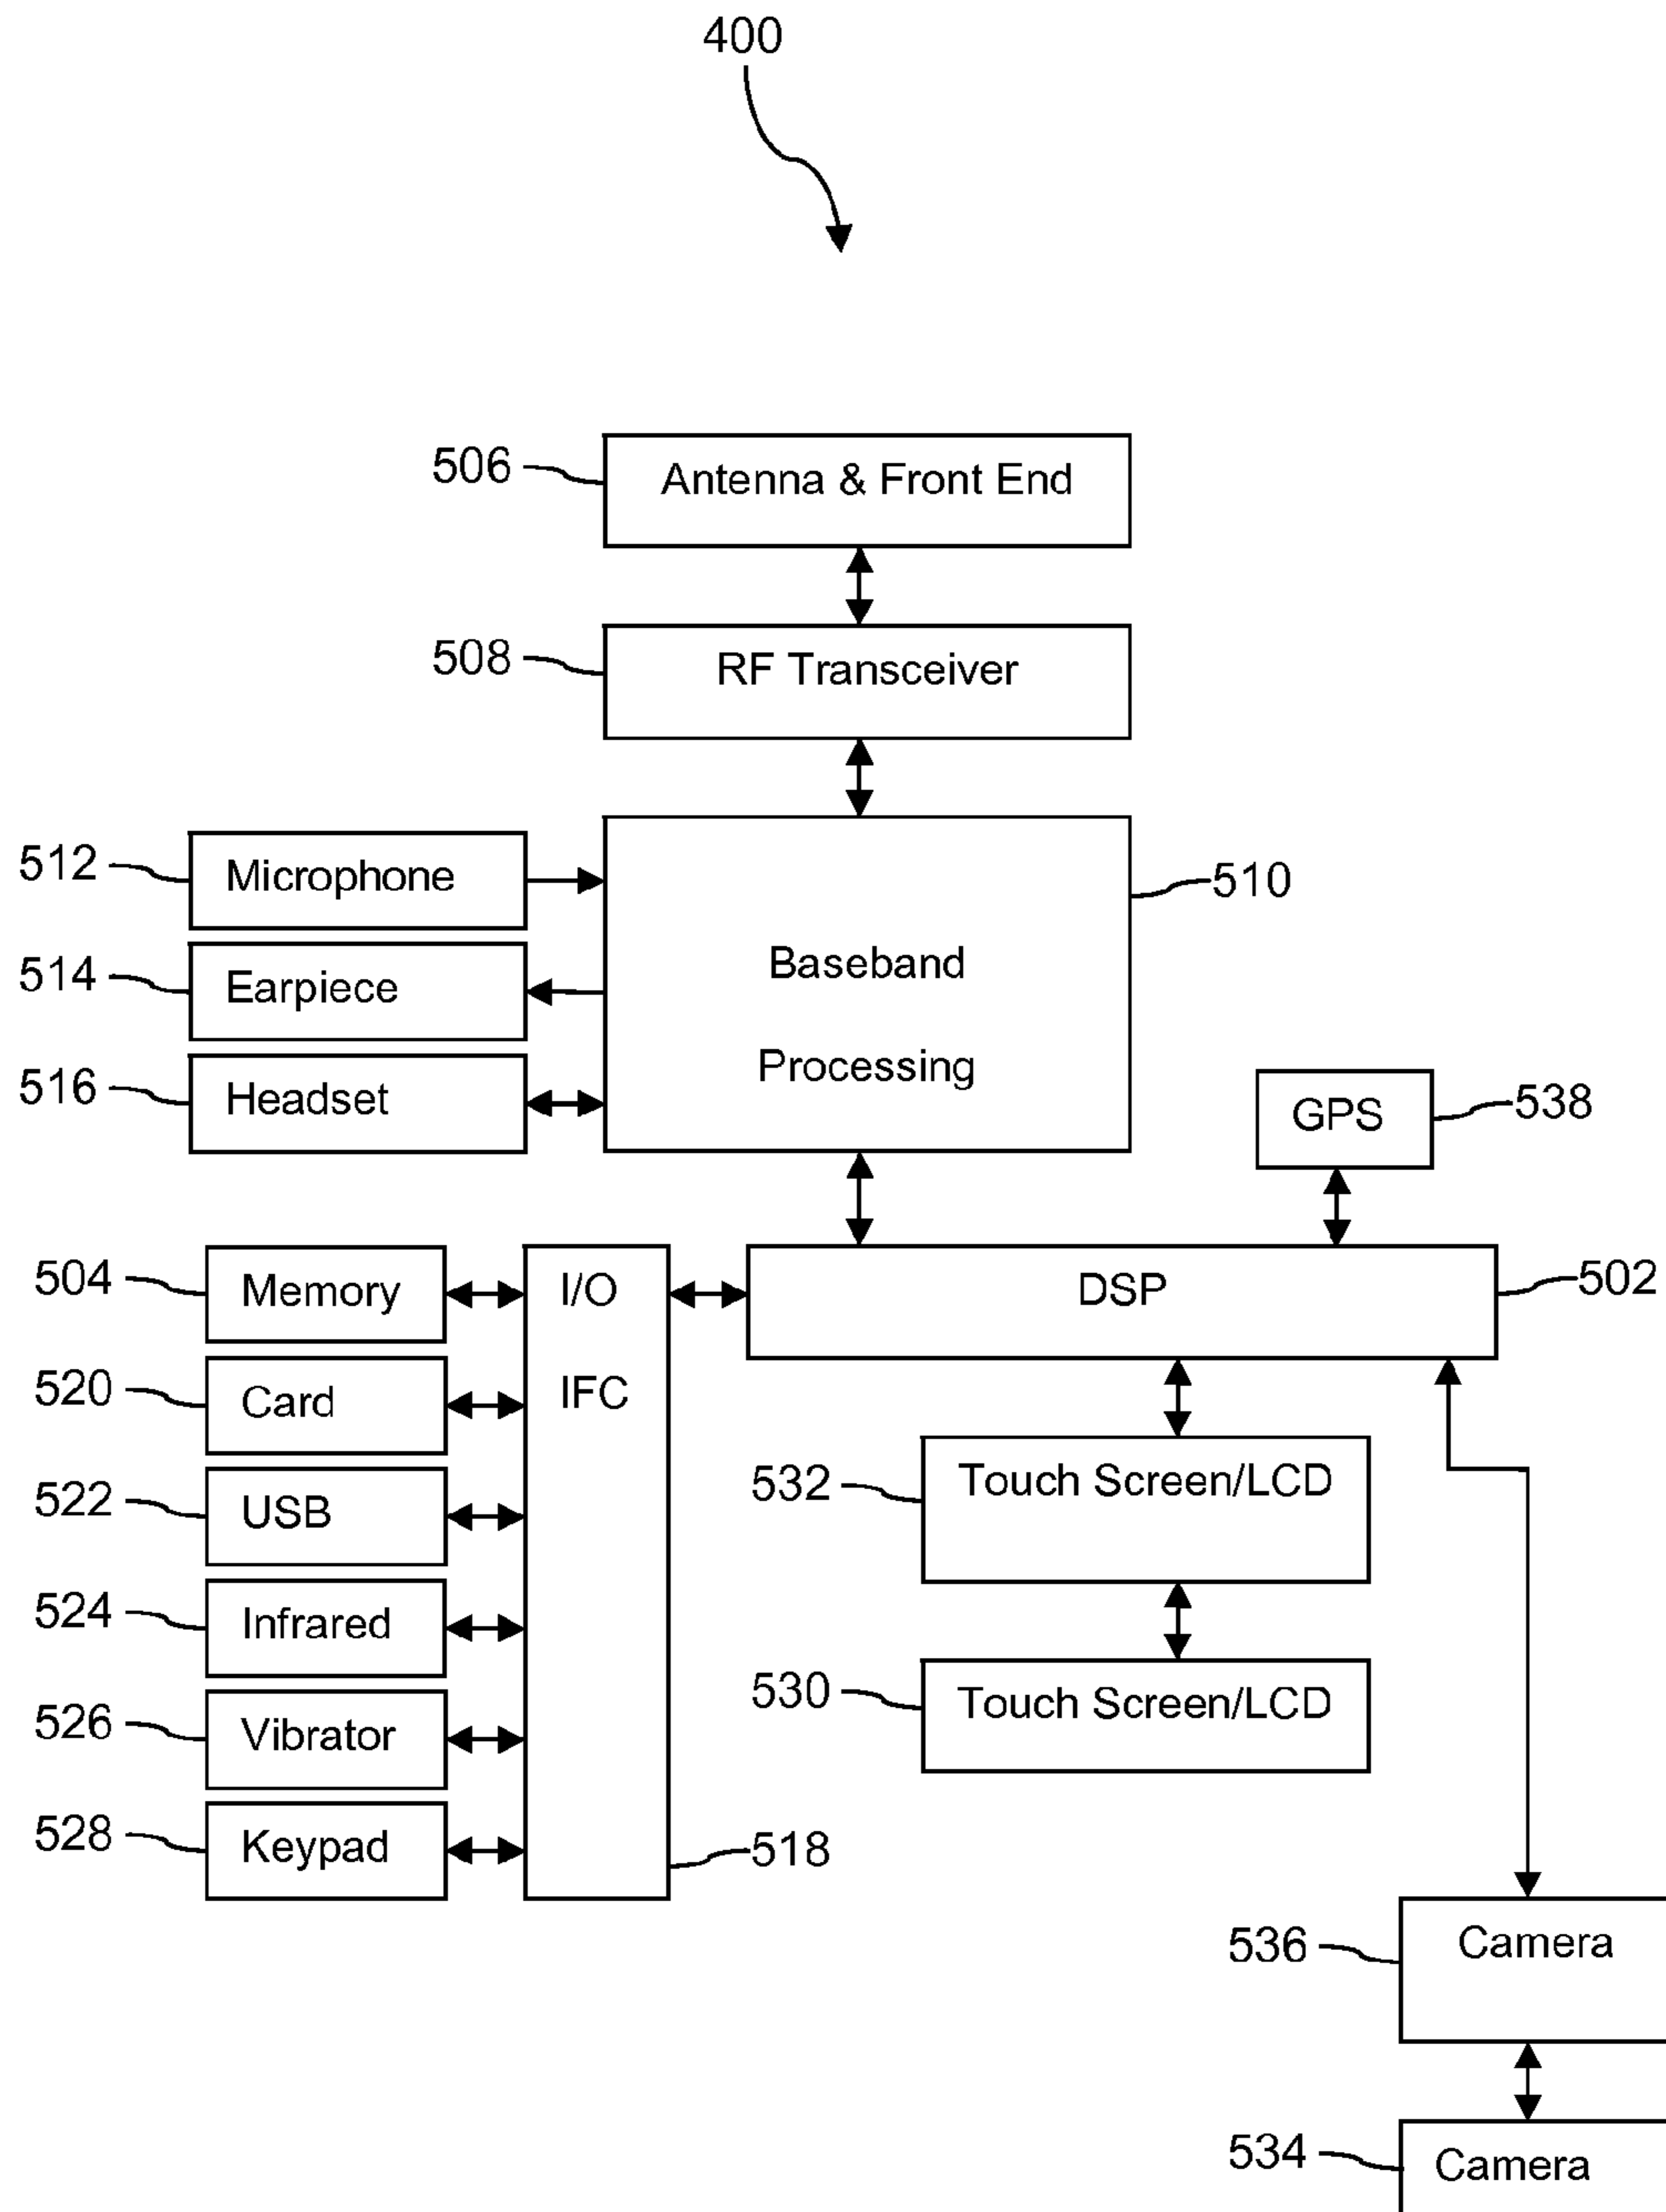 400
506
Antenna & Front End
508
RF Transceiver
512
Microphone
510
514
Earpiece
Baseband
Processing
516
Headset
GPS
538
504
Memory
I/O
IFC
DSP
502
520
Card
522
USB
532
Touch Screen/LCD
524
Infrared
530
Touch Screen/LCD
526
Vibrator
528
Keypad
518
536
Camera
534
Camera